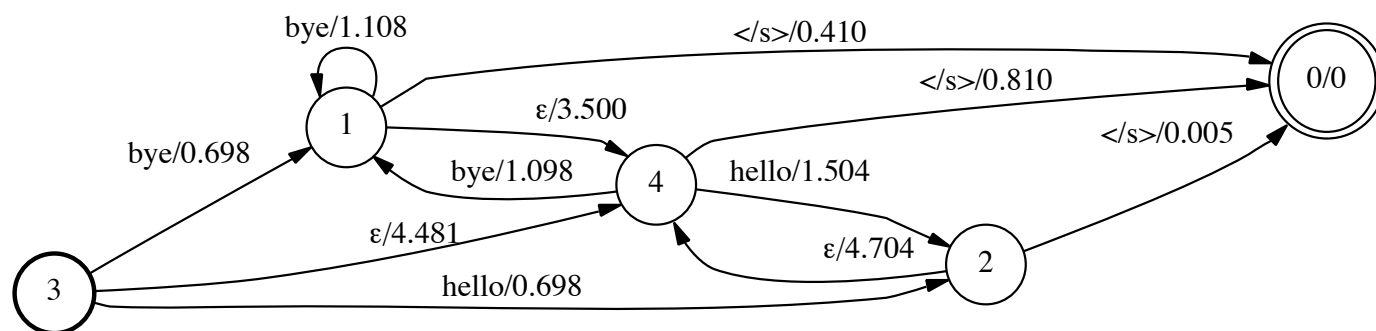 bye/1.108
</s>/0.410
</s>/0.810
0/0
ε/3.500
1
</s>/0.005
bye/0.698
bye/1.098
4
hello/1.504
ε/4.481
ε/4.704
2
3
hello/0.698